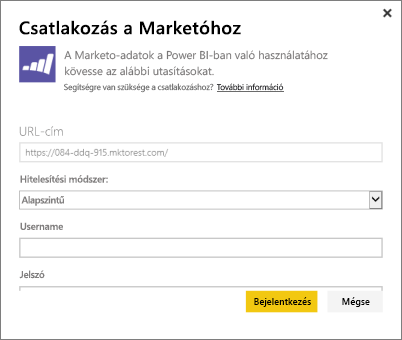 Csatlakozás a Marketóhoz
A Marketo-adatok a Power BI-ban való használatához
kövesse az alábbi utasításokat.
Segítségre van szüksége a csatlakozáshoz? További információ
URL-cím
https://084-ddq-915.mktorest.com/
Hitelesítési módszer:
Alapszintű
Username
Jelszó
Bejelentkezés Mégse